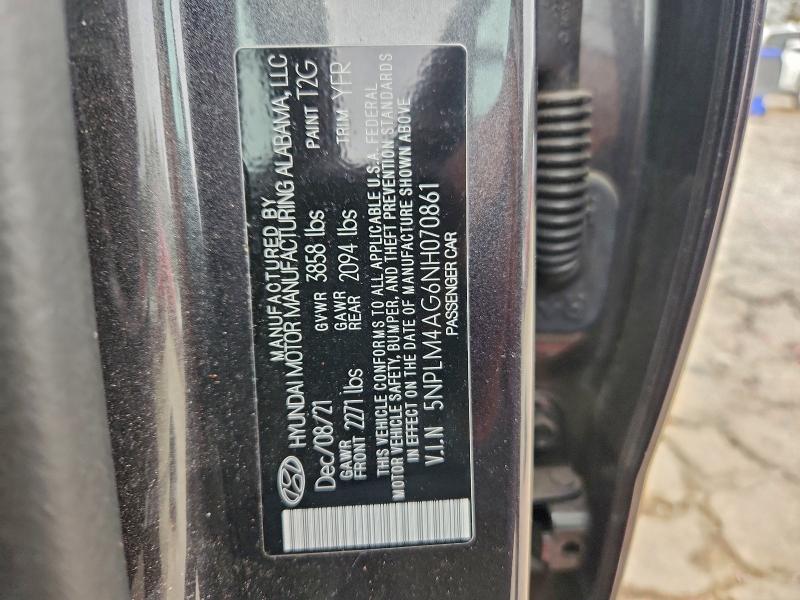 MANUFACTURED BY
HYUNDAI MOTOR MANUFACTURING ALABAMA, LLC
Dec/08/21 GVWR 3858 lbs PAINT T2G
GAWR FRONT 2271 lbs GAWR REAR 2094 lbs TRIM YFR
THIS VEHICLE CONFORMS TO ALL APPLICABLE U.S.A. FEDERAL
MOTOR VEHICLE SAFETY, BUMPER, AND THEFT PREVENTION STANDARDS
IN EFFECT ON THE DATE OF MANUFACTURE SHOWN ABOVE
V.I.N 5NPLM4AG6NH070861
PASSENGER CAR